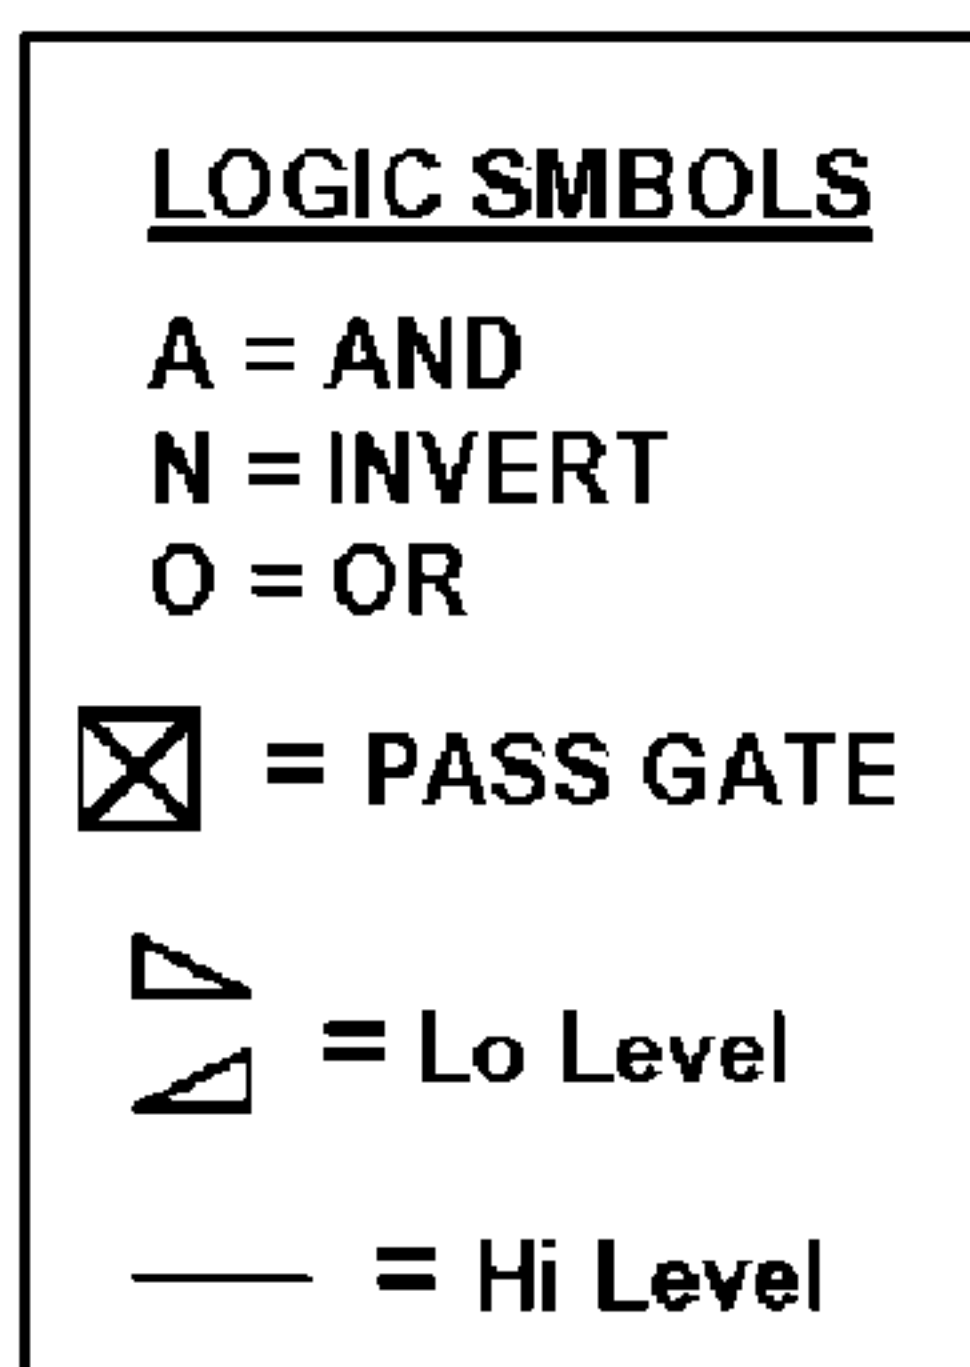 LOGIC SMBOLS
A = AND
N = INVERT
O = OR
= PASS GATE
= Lo Level
= Hi Level